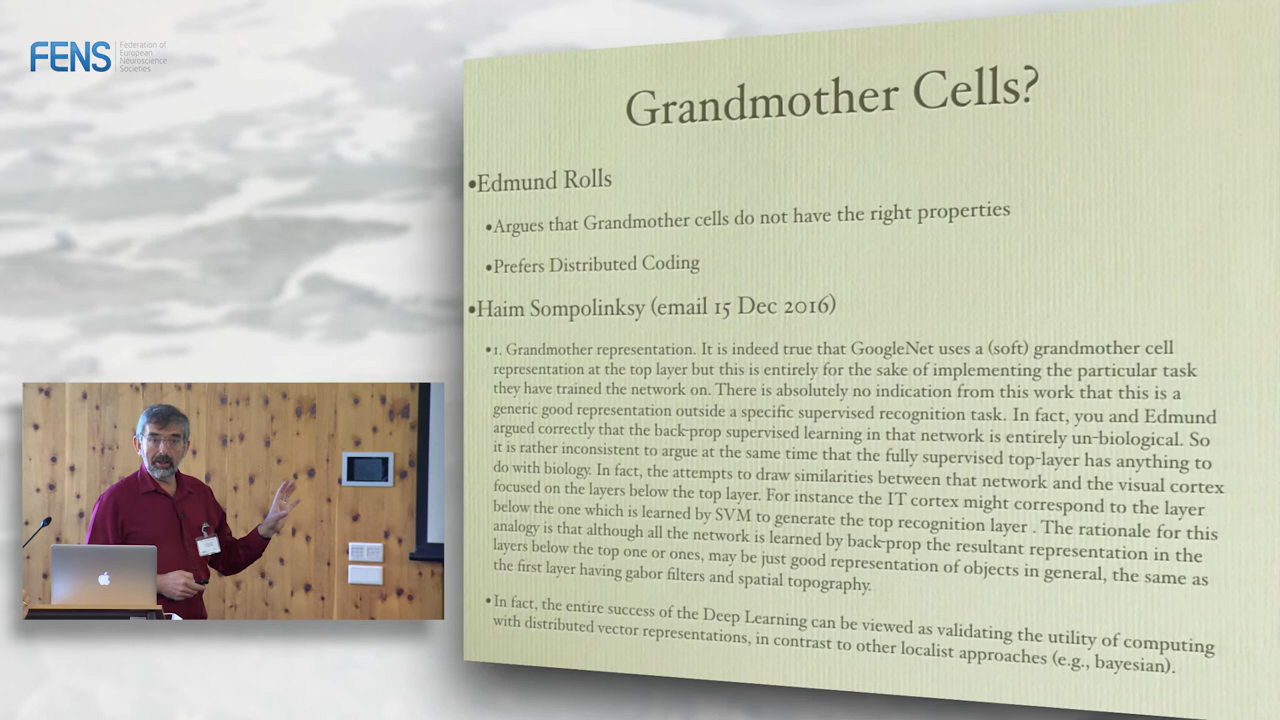 FENS
Federation of
European
Neuroscience
Societies
Grandmother Cells?
•Edmund Rolls
•Argues that Grandmother cells do not have the right properties
•Prefers Distributed Coding
•Haim Sompolinksy (email 15 Dec 2016)
•1. Grandmother representation. It is indeed true that GoogleNet uses a (soft) grandmother cell
representation at the top layer but this is entirely for the sake of implementing the particular task
they have trained the network on. There is absolutely no indication from this work that this is a
generic good representation outside a specific supervised recognition task. In fact, you and Edmund
argued correctly that the back-prop supervised learning in that network is entirely un-biological. So
it is rather inconsistent to argue at the same time that the fully supervised top-layer has anything to
do with biology. In fact, the attempts to draw similarities between that network and the visual cortex
focused on the layers below the top layer. For instance the IT cortex might correspond to the layer
below the one which is learned by SVM to generate the top recognition layer . The rationale for this
analogy is that although all the network is learned by back-prop the resultant representation in the
layers below the top one or ones, may be just good representation of objects in general, the same as
the first layer having gabor filters and spatial topography.
•In fact, the entire success of the Deep Learning can be viewed as validating the utility of computing
with distributed vector representations, in contrast to other localist approaches (e.g., bayesian).